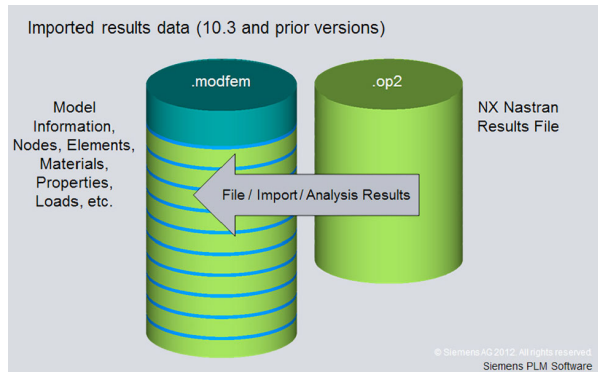 Imported results data (10.3 and prior versions)
.modfem
.op2
Model
Information,
Nodes, Elements,
Materials,
Properties,
Loads, etc.
NX Nastran
Results File
File / Import / Analysis Results
© Siemens AG 2012. All rights reserved.
Siemens PLM Software